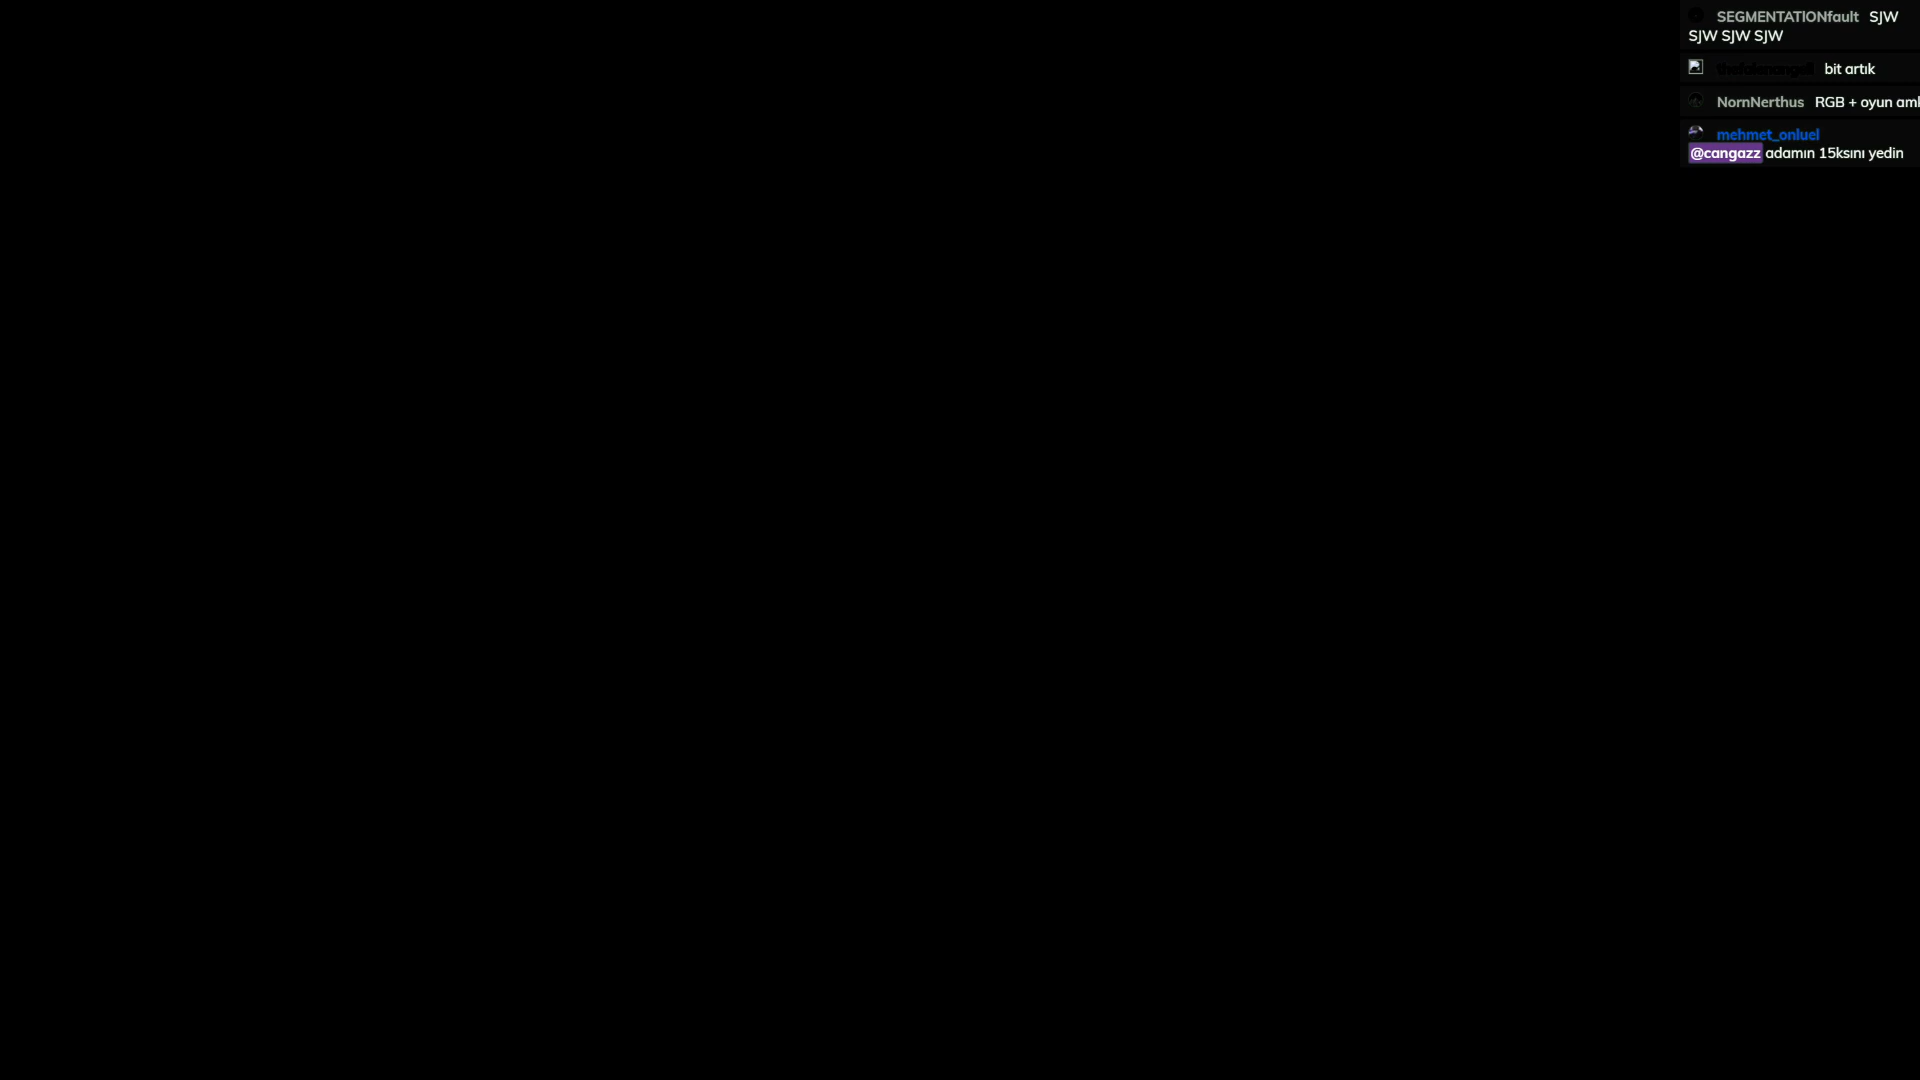 SEGMENTATIONfault SJW
SJW SJW SJW
bit artık
NornNerthus RGB + oyun aml
mehmet_onluel
@cangazz adamın 15ksını yedin